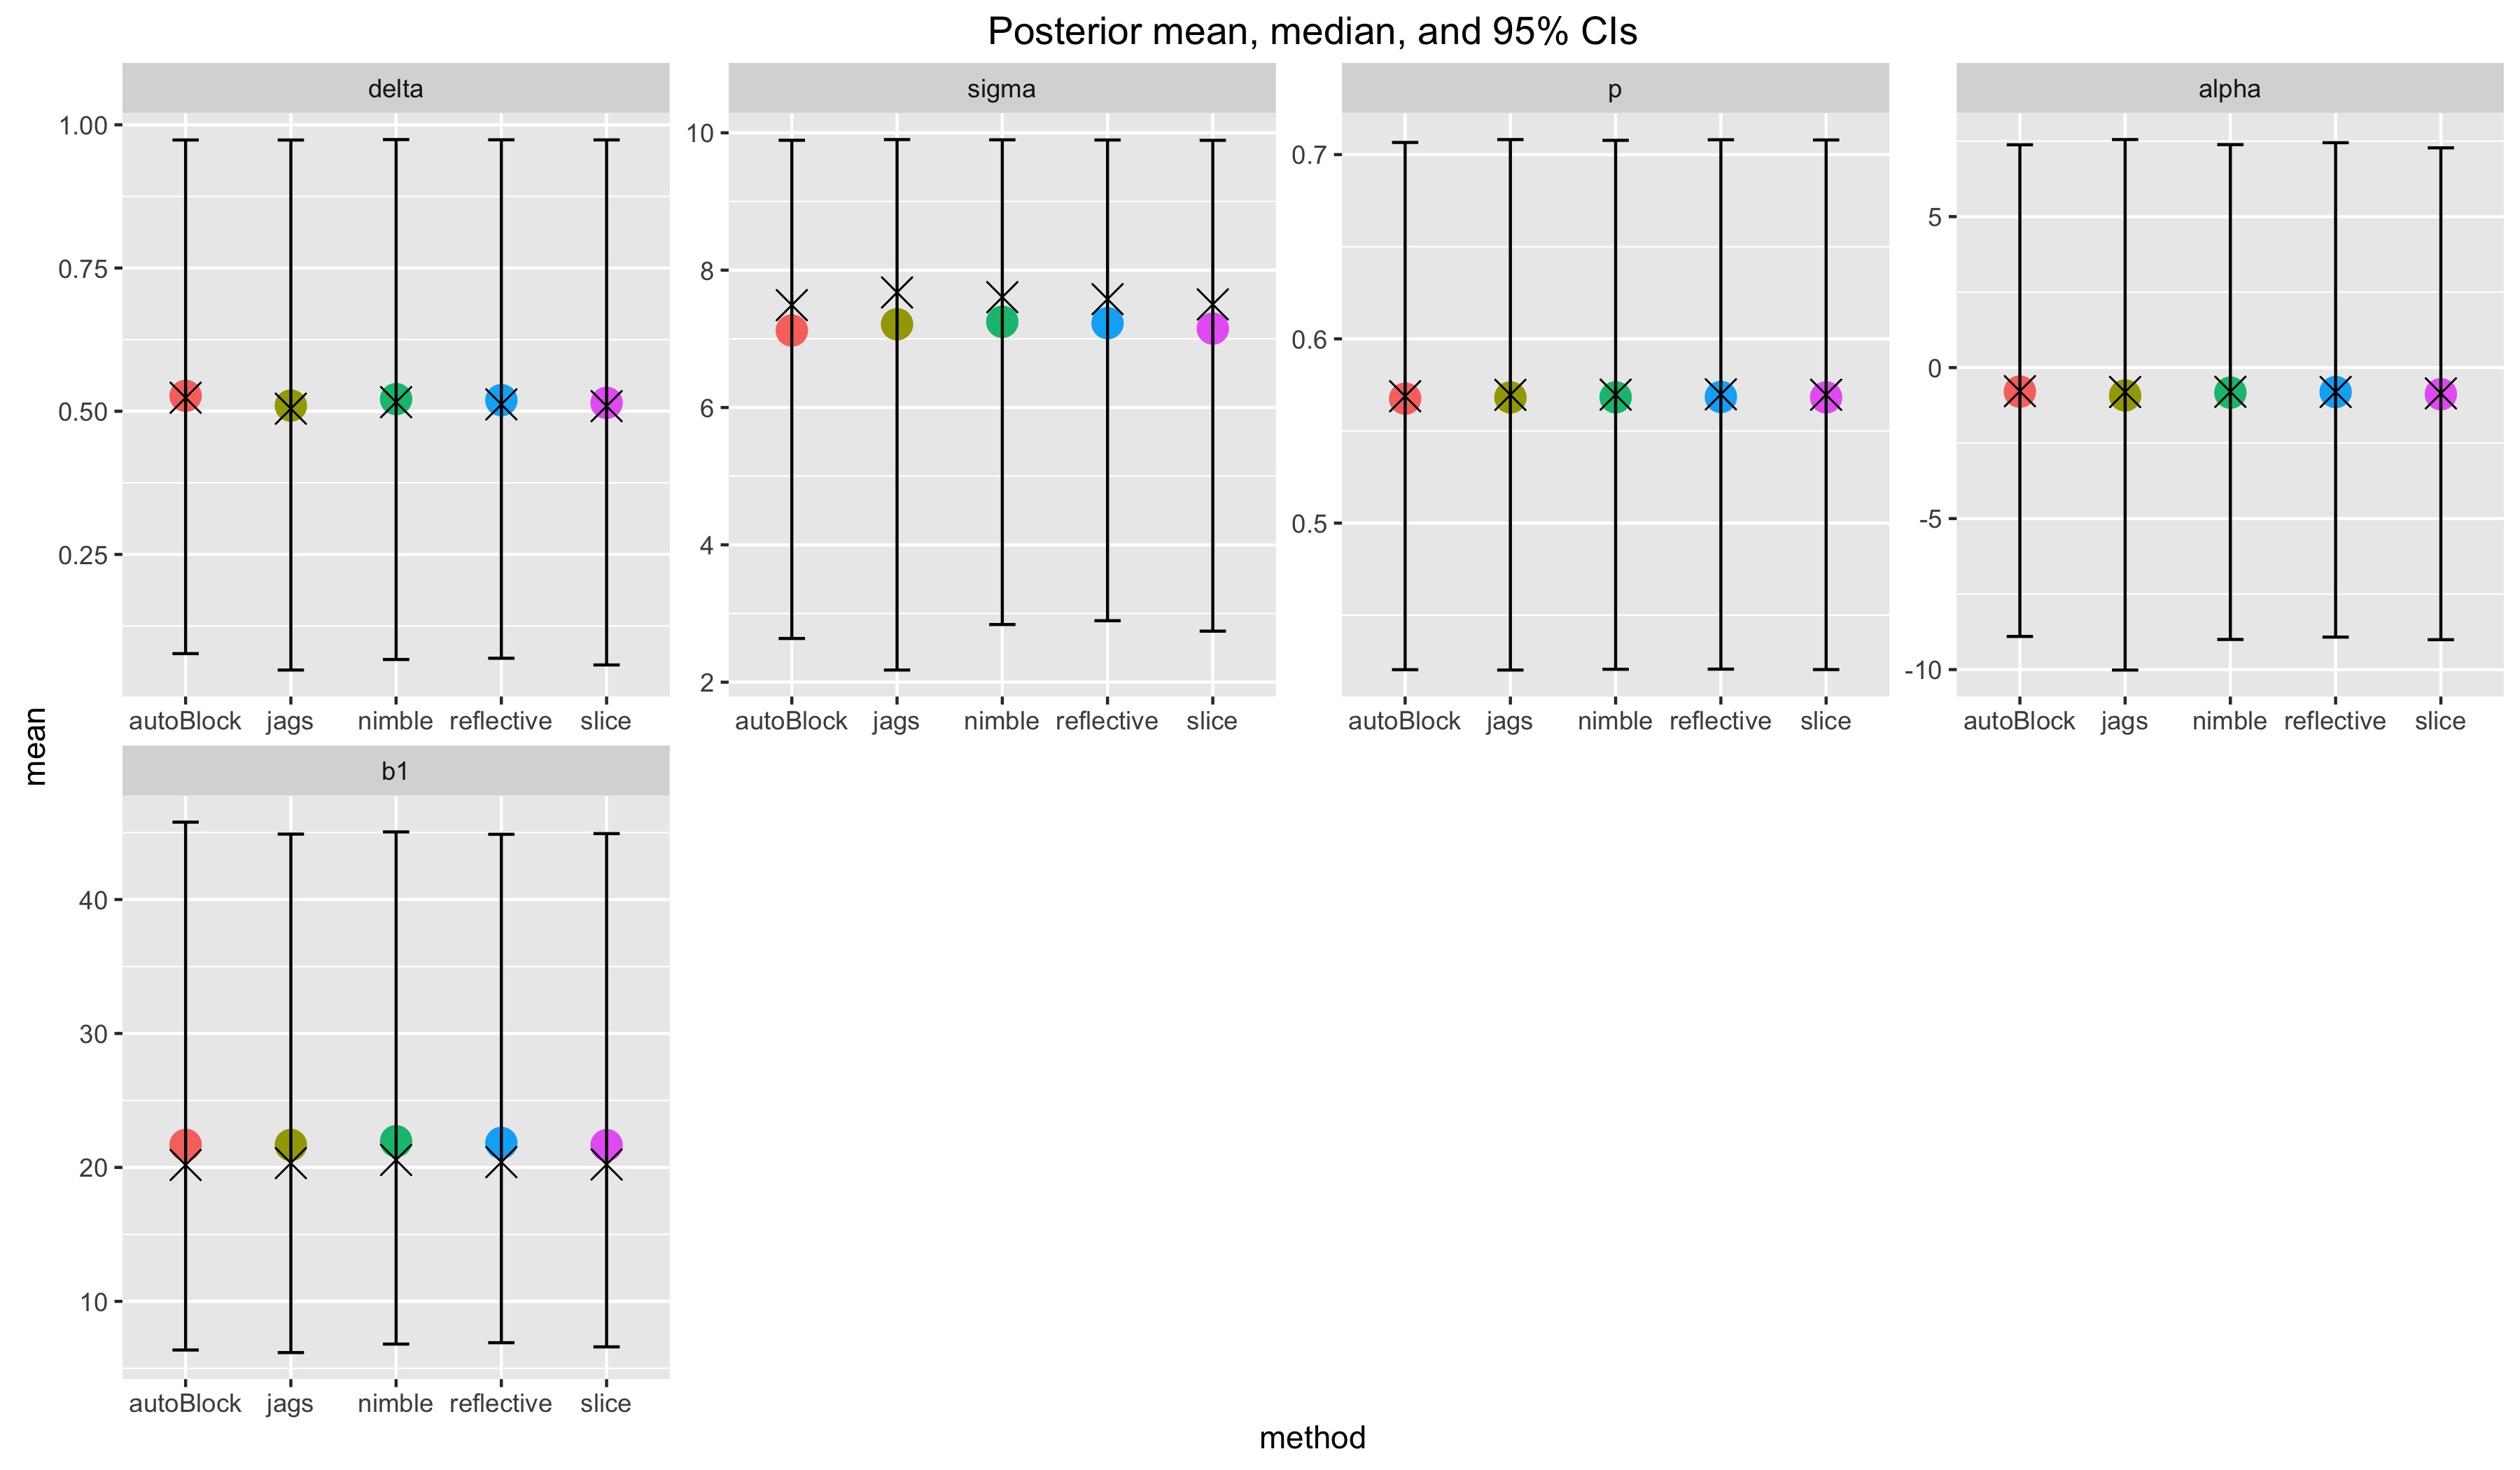 Posterior mean, median, and 95% CIs
delta
sigma
p
alpha
1.00
0.75
0.50
0.25
10
8
6
4
2
0.7
0.6
0.5
5
0
-5
-10
autoBlock jags nimble reflective slice
autoBlock jags nimble reflective slice
autoBlock jags nimble reflective slice
autoBlock jags nimble reflective slice
mean
b1
40
30
20
10
autoBlock jags nimble reflective slice
method